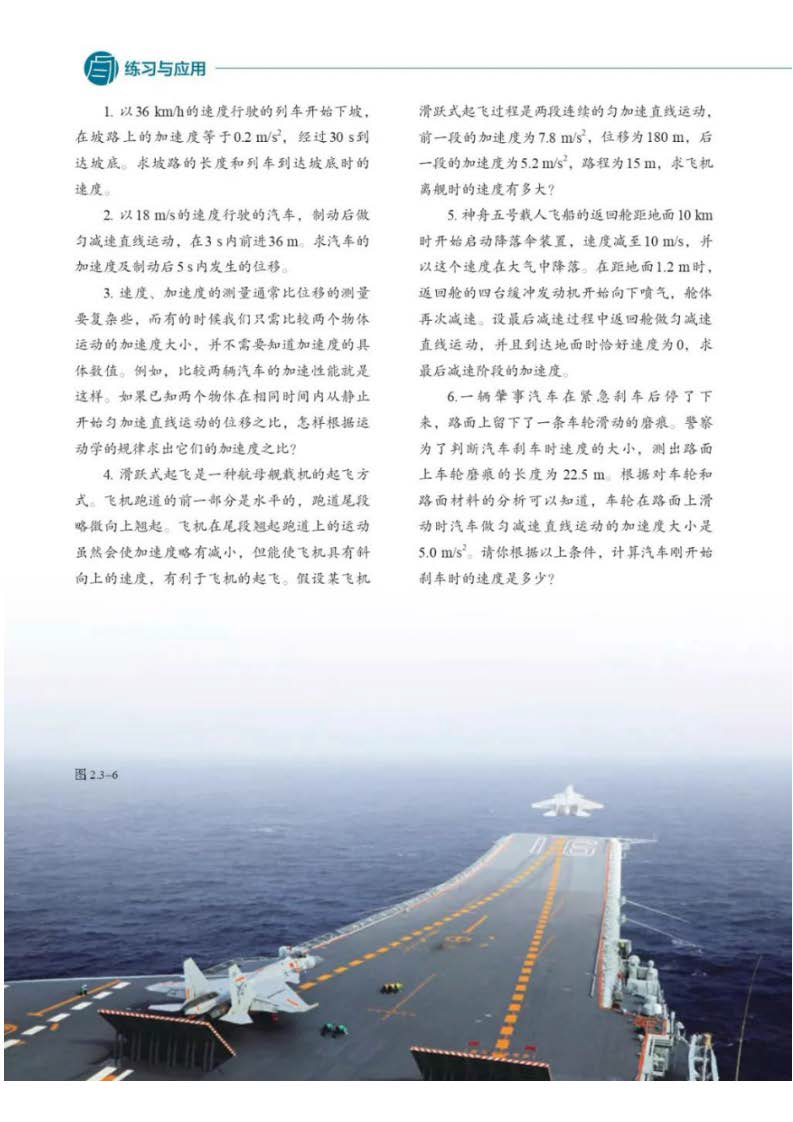 练习与应用
1. 以36 km/h的速度行驶的列车开始下坡，
在坡路上的加速度等于0.2 m/s²，经过30 s到
达坡底。求坡路的长度和列车到达坡底时的
速度。
2. 以18 m/s的速度行驶的汽车，制动后做
匀减速直线运动，在3 s内前进36 m。求汽车的
加速度及制动后5 s内发生的位移。
3. 速度、加速度的测量通常比位移的测量
要复杂些，而有的时候我们只需比较两个物体
运动的加速度大小，并不需要知道加速度的具
体数值。例如，比较两辆汽车的加速性能就是
这样。如果已知两个物体在相同时间内从静止
开始匀加速直线运动的位移之比，怎样根据运
动学的规律求出它们的加速度之比？
4. 滑跃式起飞是一种航母舰载机的起飞方
式。飞机跑道的前一部分是水平的，跑道尾段
略微向上翘起。飞机在尾段翘起跑道上的运动
虽然会使加速度略有减小，但能使飞机具有斜
向上的速度，有利于飞机的起飞。假设某飞机
滑跃式起飞过程是两段连续的匀加速直线运动，
前一段的加速度为7.8 m/s²，位移为180 m，后
一段的加速度为5.2 m/s²，路程为15 m，求飞机
离舰时的速度有多大？
5. 神舟五号载人飞船的返回舱距地面10 km
时开始启动降落伞装置，速度减至10 m/s，并
以这个速度在大气中降落。在距地面1.2 m时，
返回舱的四台缓冲发动机开始向下喷气，舱体
再次减速。设最后减速过程中返回舱做匀减速
直线运动，并且到达地面时恰好速度为0，求
最后减速阶段的加速度。
6.一辆肇事汽车在紧急刹车后停了下
来，路面上留下了一条车轮滑动的磨痕。警察
为了判断汽车刹车时速度的大小，测出路面
上车轮磨痕的长度为 22.5 m。根据对车轮和
路面材料的分析可以知道，车轮在路面上滑
动时汽车做匀减速直线运动的加速度大小是
5.0 m/s²。请你根据以上条件，计算汽车刚开始
刹车时的速度是多少？
图 2.3-6
16